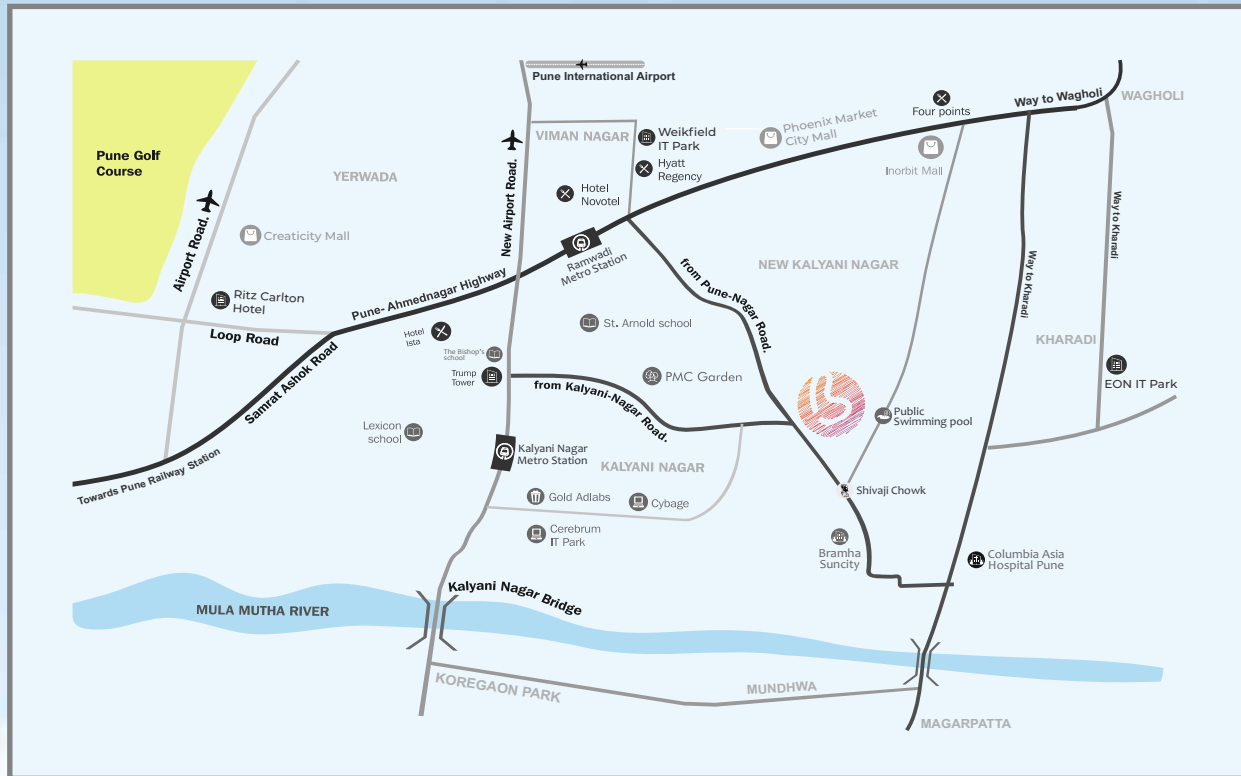 Pune International Airport
Pune Golf
Course
YERWADA
Airport Road.
Creaticity Mall
Ritz Carlton
Hotel
Loop Road
Samrat Ashok Road
Towards Pune Railway Station
Pune- Ahmednagar Highway
New Airport Road.
VIMAN NAGAR
Weikfield
IT Park
Hyatt
Regency
Hotel
Novotel
Ramwadi
Metro Station
Phoenix Market
City Mall
Four points
Inorbit Mall
Way to Wagholi
WAGHOLI
Way to Kharadi
Way to Kharadi
NEW KALYANI NAGAR
KHARADI
EON IT Park
from Pune-Nagar Road.
St. Arnold school
Hotel
Ista
The Bishop's
school
Trump
Tower
from Kalyani-Nagar Road.
PMC Garden
Public
Swimming pool
Lexicon
school
Kalyani Nagar
Metro Station
KALYANI NAGAR
Gold Adlabs
Cybage
Cerebrum
IT Park
Shivaji Chowk
Bramha
Suncity
Columbia Asia
Hospital Pune
Kalyani Nagar Bridge
MULA MUTHA RIVER
KOREGAON PARK
MUNDHWA
MAGARPATTA